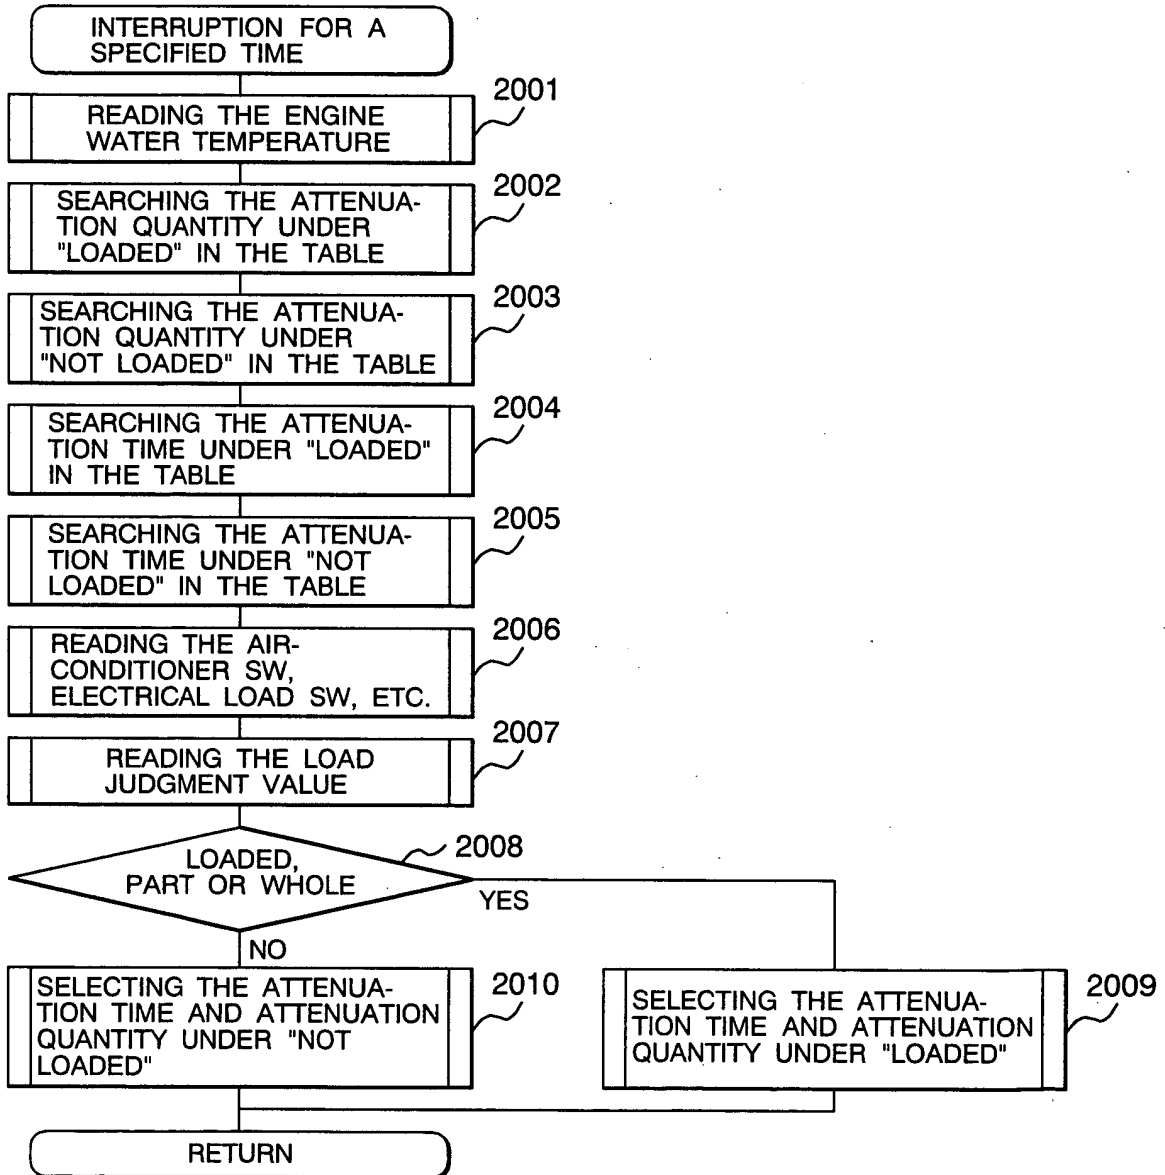 INTERRUPTION FOR A
SPECIFIED TIME
2001
READING THE ENGINE
WATER TEMPERATURE
2002
SEARCHING THE ATTENUA-
TION QUANTITY UNDER
"LOADED" IN THE TABLE
2003
SEARCHING THE ATTENUA-
TION QUANTITY UNDER
"NOT LOADED" IN THE TABLE
2004
SEARCHING THE ATTENUA-
TION TIME UNDER "LOADED"
IN THE TABLE
2005
SEARCHING THE ATTENUA-
TION TIME UNDER "NOT
LOADED" IN THE TABLE
2006
READING THE AIR-
CONDITIONER SW,
ELECTRICAL LOAD SW, ETC.
2007
READING THE LOAD
JUDGMENT VALUE
2008
LOADED,
PART OR WHOLE
YES
NO
2010
SELECTING THE ATTENUA-
TION TIME AND ATTENUATION
QUANTITY UNDER "NOT
LOADED"
2009
SELECTING THE ATTENUA-
TION TIME AND ATTENUATION
QUANTITY UNDER "LOADED"
RETURN